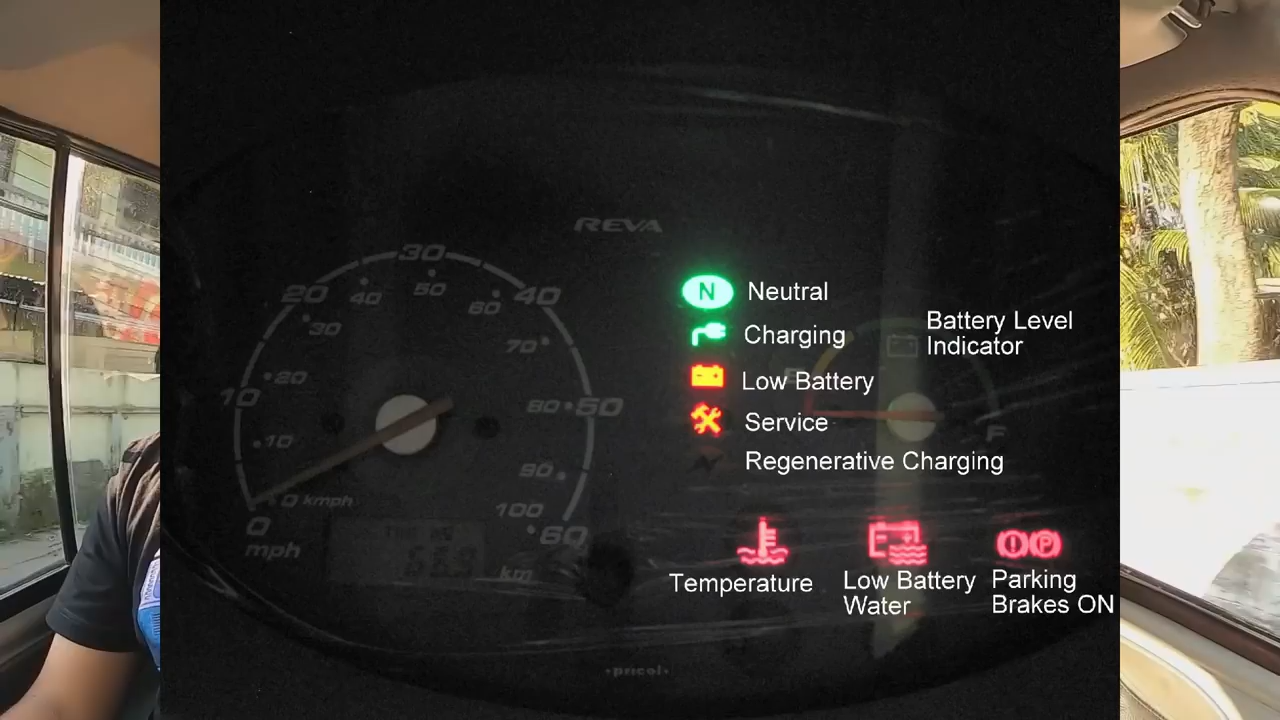 REVA
30
20
40
40
50
60
30
70
20
10
80
50
10
90
0 kmph
100
0
60
mph
km
N
Neutral
Charging
Low Battery
Service
Regenerative Charging
Battery Level
Indicator
F
Temperature
Low Battery
Water
P
Parking
Brakes ON
pricol